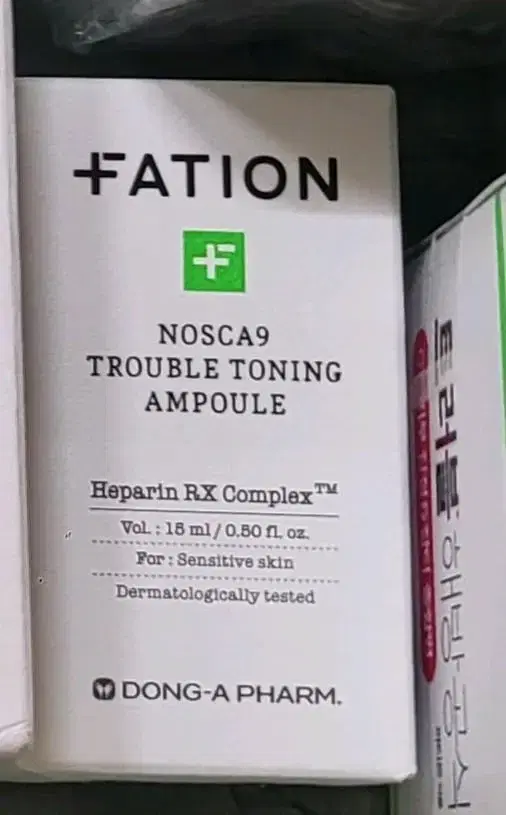 FATION
NOSCA9
TROUBLE TONING
AMPOULE
Heparin RX Complex™
Vol. : 15 ml / 0.50 fl. oz.
For : Sensitive skin
Dermatologically tested
DONG-A PHARM.